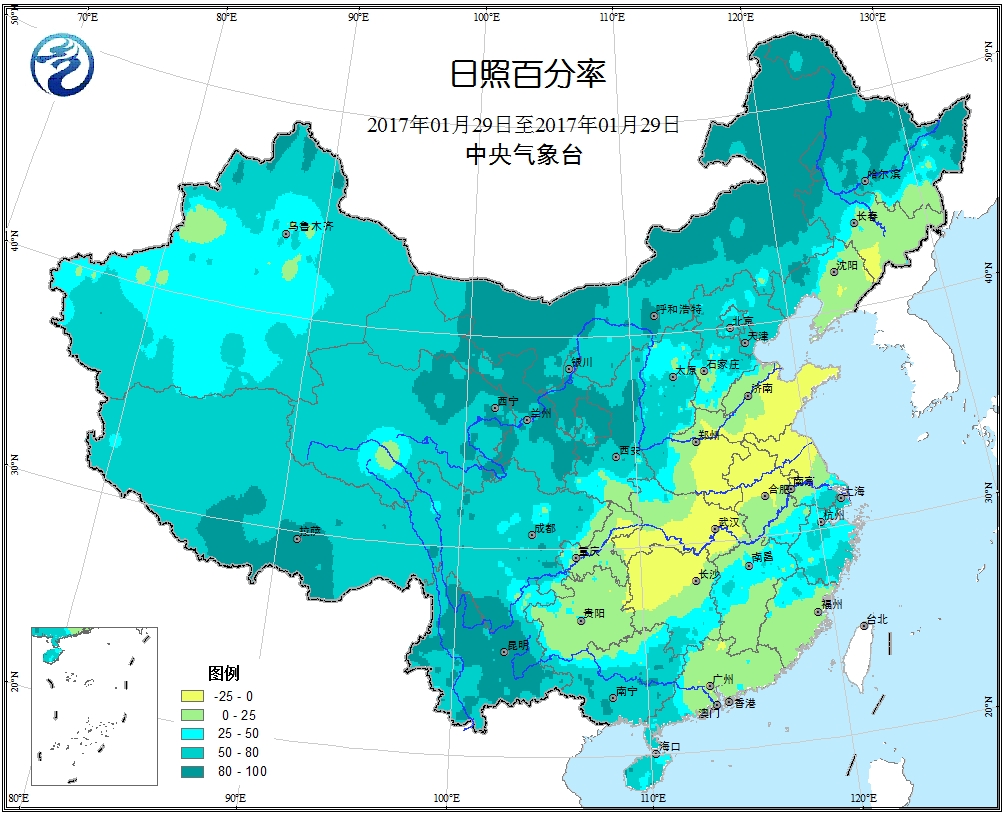 70°E 80°E 90°E 100°E 110°E 120°E 130°E
50°N 50°N
日照百分率
2017年01月29日至2017年01月29日
中央气象台
哈尔滨
长春
乌鲁木齐
40°N 40°N
沈阳
呼和浩特
北京
天津
银川
石家庄
太原
济南
西宁
兰州
郑州
西安
30°N 30°N
南京
合肥
上海
杭州
武汉
拉萨
成都
重庆
南昌
长沙
贵阳
福州
台北
昆明
广州
南宁
香港
澳门
海口
20°N 20°N
图例
-25 - 0
0 - 25
25 - 50
50 - 80
80 - 100
80°E 90°E 100°E 110°E 120°E